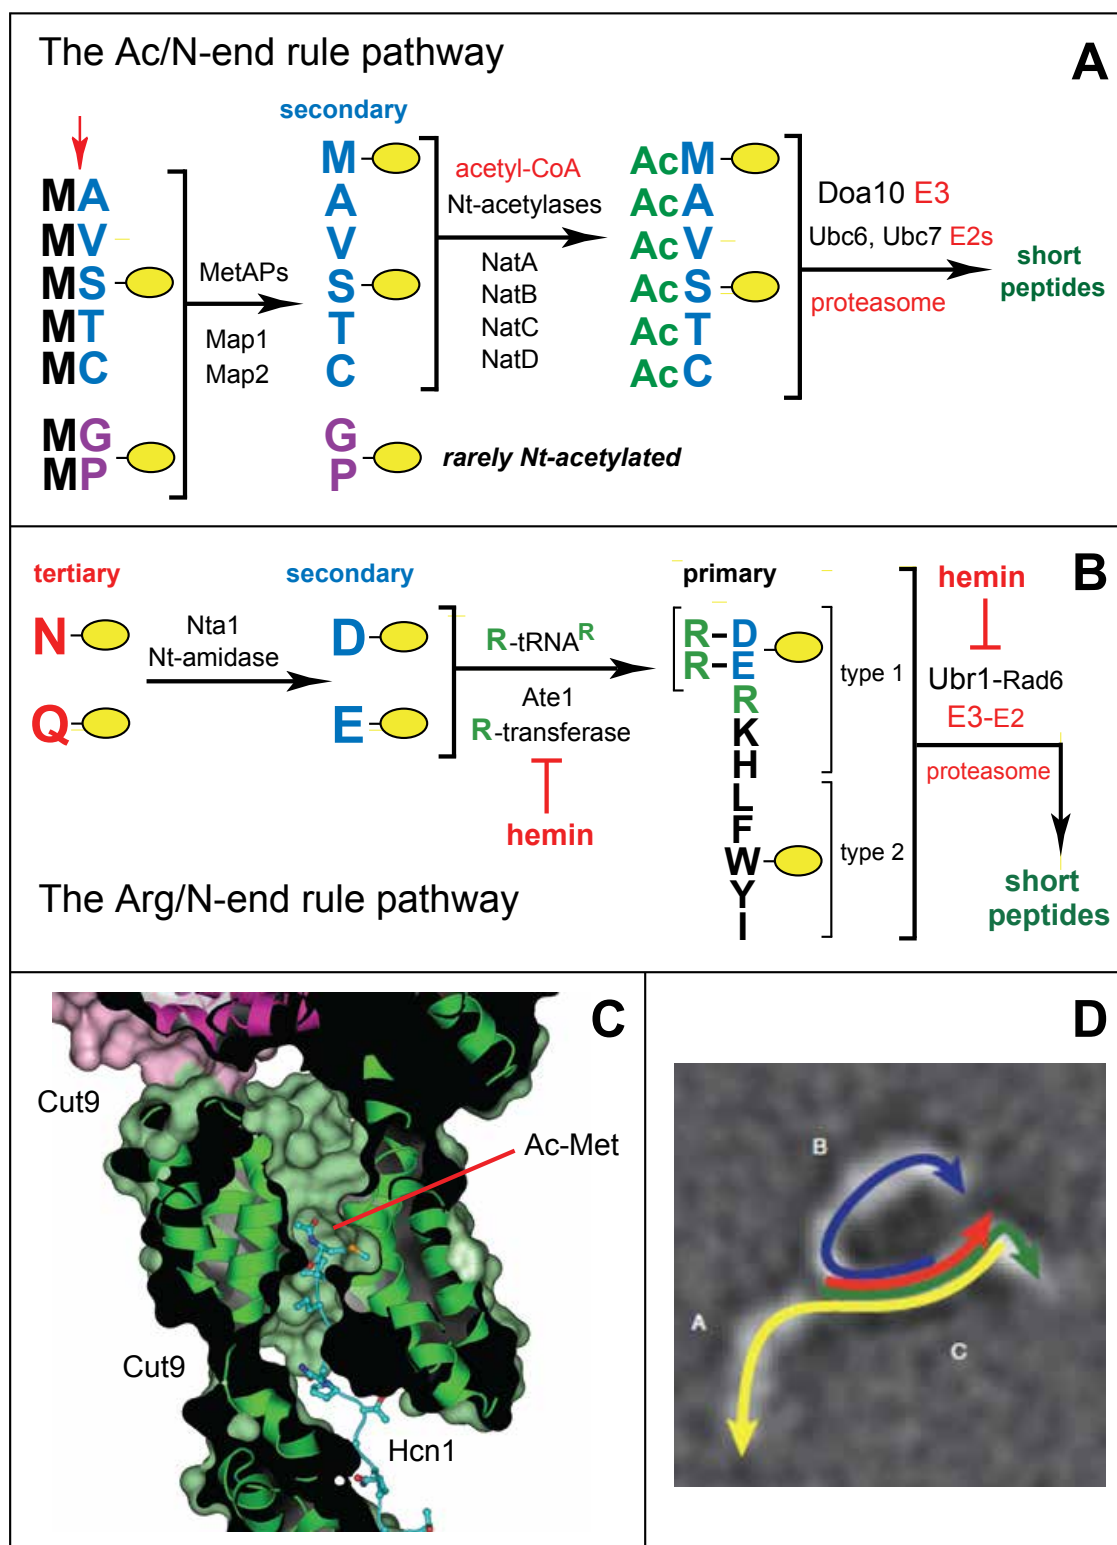 The Ac/N-end rule pathway
A
secondary
MA
MV
MS
MT
MC
MG
MP
MetAPs
Map1
Map2
M
A
V
S
T
C
G
P
rarely Nt-acetylated
acetyl-CoA
Nt-acetylases
NatA
NatB
NatC
NatD
AcM
AcA
AcV
AcS
AcT
AcC
Doa10 E3
Ubc6, Ubc7 E2s
proteasome
short
peptides
B
tertiary
N
Q
Nta1
Nt-amidase
secondary
D
E
R-tRNAR
Ate1
R-transferase
hemin
primary
R-D
R-E
R
K
H
L
F
W
Y
I
type 1
type 2
hemin
Ubr1-Rad6
E3-E2
proteasome
short
peptides
The Arg/N-end rule pathway
C
Cut9
Ac-Met
Cut9
Hcn1
D
B
A
C